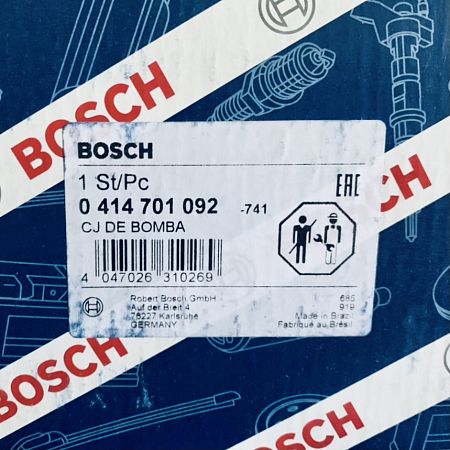 BOSCH
BOSCH
BOSCH
1 St/Pc
EAC
0 414 701 092 -741
CJ DE BOMBA
4 047026 310269
Robert Bosch GmbH
Auf der Breit 4
76227 Karlsruhe
GERMANY
685
919
Made in Brazil
Fabriqué au Brésil
BOSCH
BOSCH